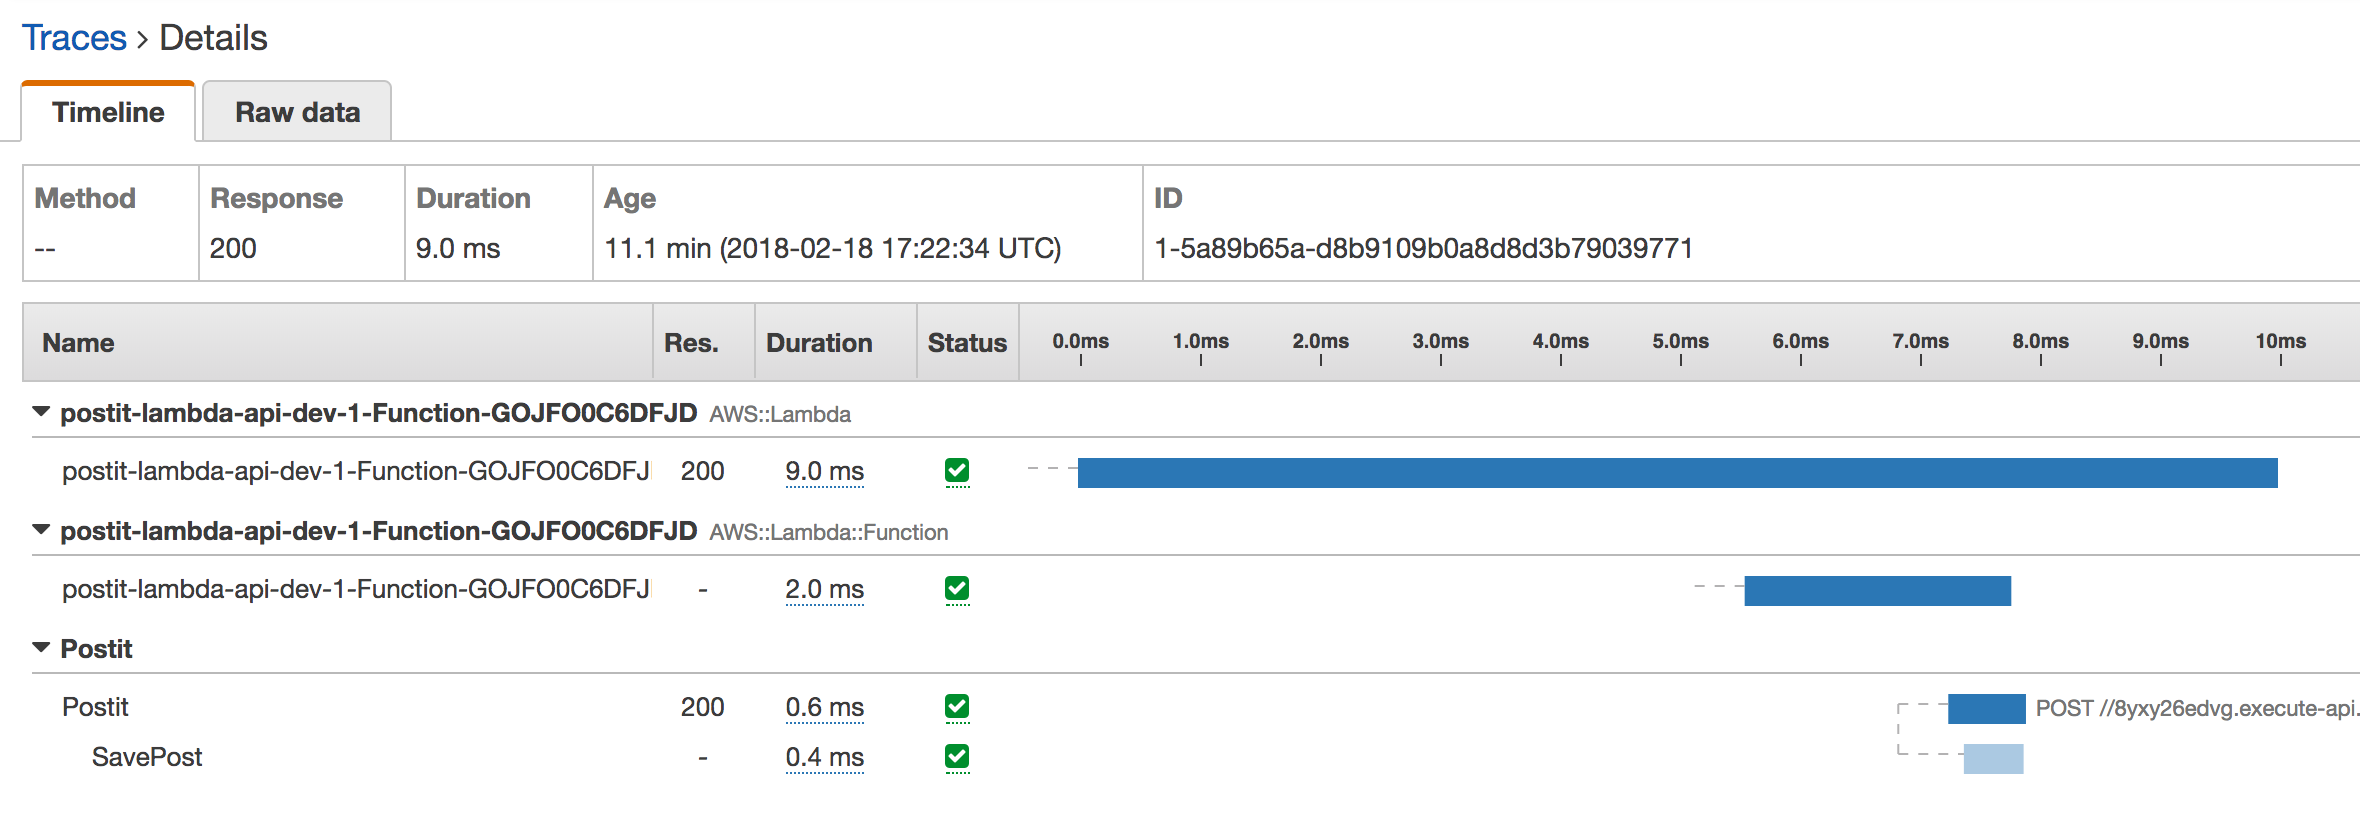 Traces > Details
Timeline Raw data
Method Response Duration Age ID
-- 200 9.0 ms 11.1 min (2018-02-18 17:22:34 UTC) 1-5a89b65a-d8b9109b0a8d8d3b79039771
Name Res. Duration Status 0.0ms 1.0ms 2.0ms 3.0ms 4.0ms 5.0ms 6.0ms 7.0ms 8.0ms 9.0ms 10ms
postit-lambda-api-dev-1-Function-GOJFO0C6DFJD AWS::Lambda
postit-lambda-api-dev-1-Function-GOJFO0C6DFJ 200 9.0 ms
postit-lambda-api-dev-1-Function-GOJFO0C6DFJD AWS::Lambda::Function
postit-lambda-api-dev-1-Function-GOJFO0C6DFJ - 2.0 ms
Postit
Postit 200 0.6 ms POST //8yxy26edvg.execute-api.
SavePost - 0.4 ms